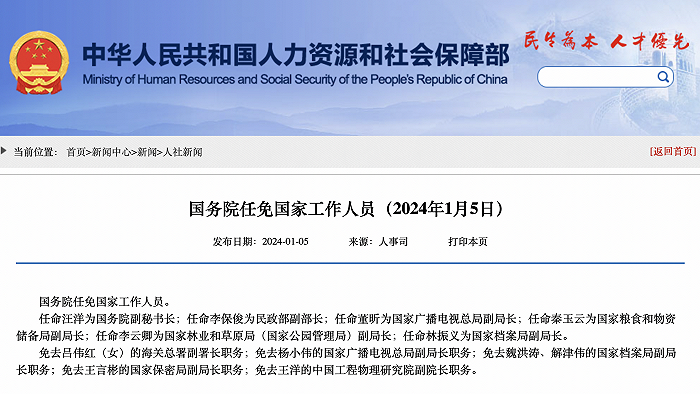 中华人民共和国人力资源和社会保障部
Ministry of Human Resources and Social Security of the People's Republic of China
民生为本 人才優先
当前位置： 首页>新闻中心>新闻>人社新闻
[返回首页]
国务院任免国家工作人员（2024年1月5日）
发布日期：2024-01-05 来源：人事司 打印本页
国务院任免国家工作人员。
任命汪洋为国务院副秘书长；任命李保俊为民政部副部长；任命董昕为国家广播电视总局副局长；任命秦玉云为国家粮食和物资
储备局副局长；任命李云卿为国家林业和草原局（国家公园管理局）副局长；任命林振义为国家档案局副局长。
免去吕伟红（女）的海关总署副署长职务；免去杨小伟的国家广播电视总局副局长职务；免去魏洪涛、解津伟的国家档案局副局
长职务；免去王言彬的国家保密局副局长职务；免去王洋的中国工程物理研究院副院长职务。